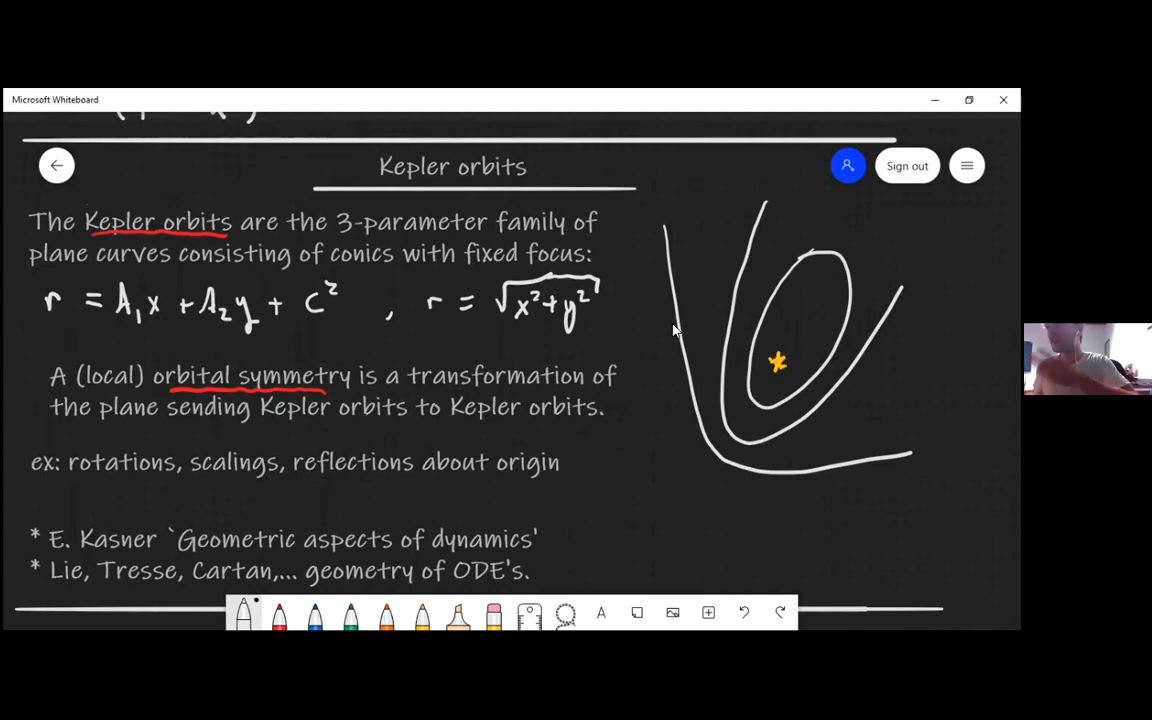 Microsoft Whiteboard
Kepler orbits
Sign out
The Kepler orbits are the 3-parameter family of
plane curves consisting of conics with fixed focus:
r = A₁x + A₂y + c² , r = √x²+y²
A (local) orbital symmetry is a transformation of
the plane sending Kepler orbits to Kepler orbits.
ex: rotations, scalings, reflections about origin
* E. Kasner `Geometric aspects of dynamics'
* Lie, Tresse, Cartan,... geometry of ODE's.
A